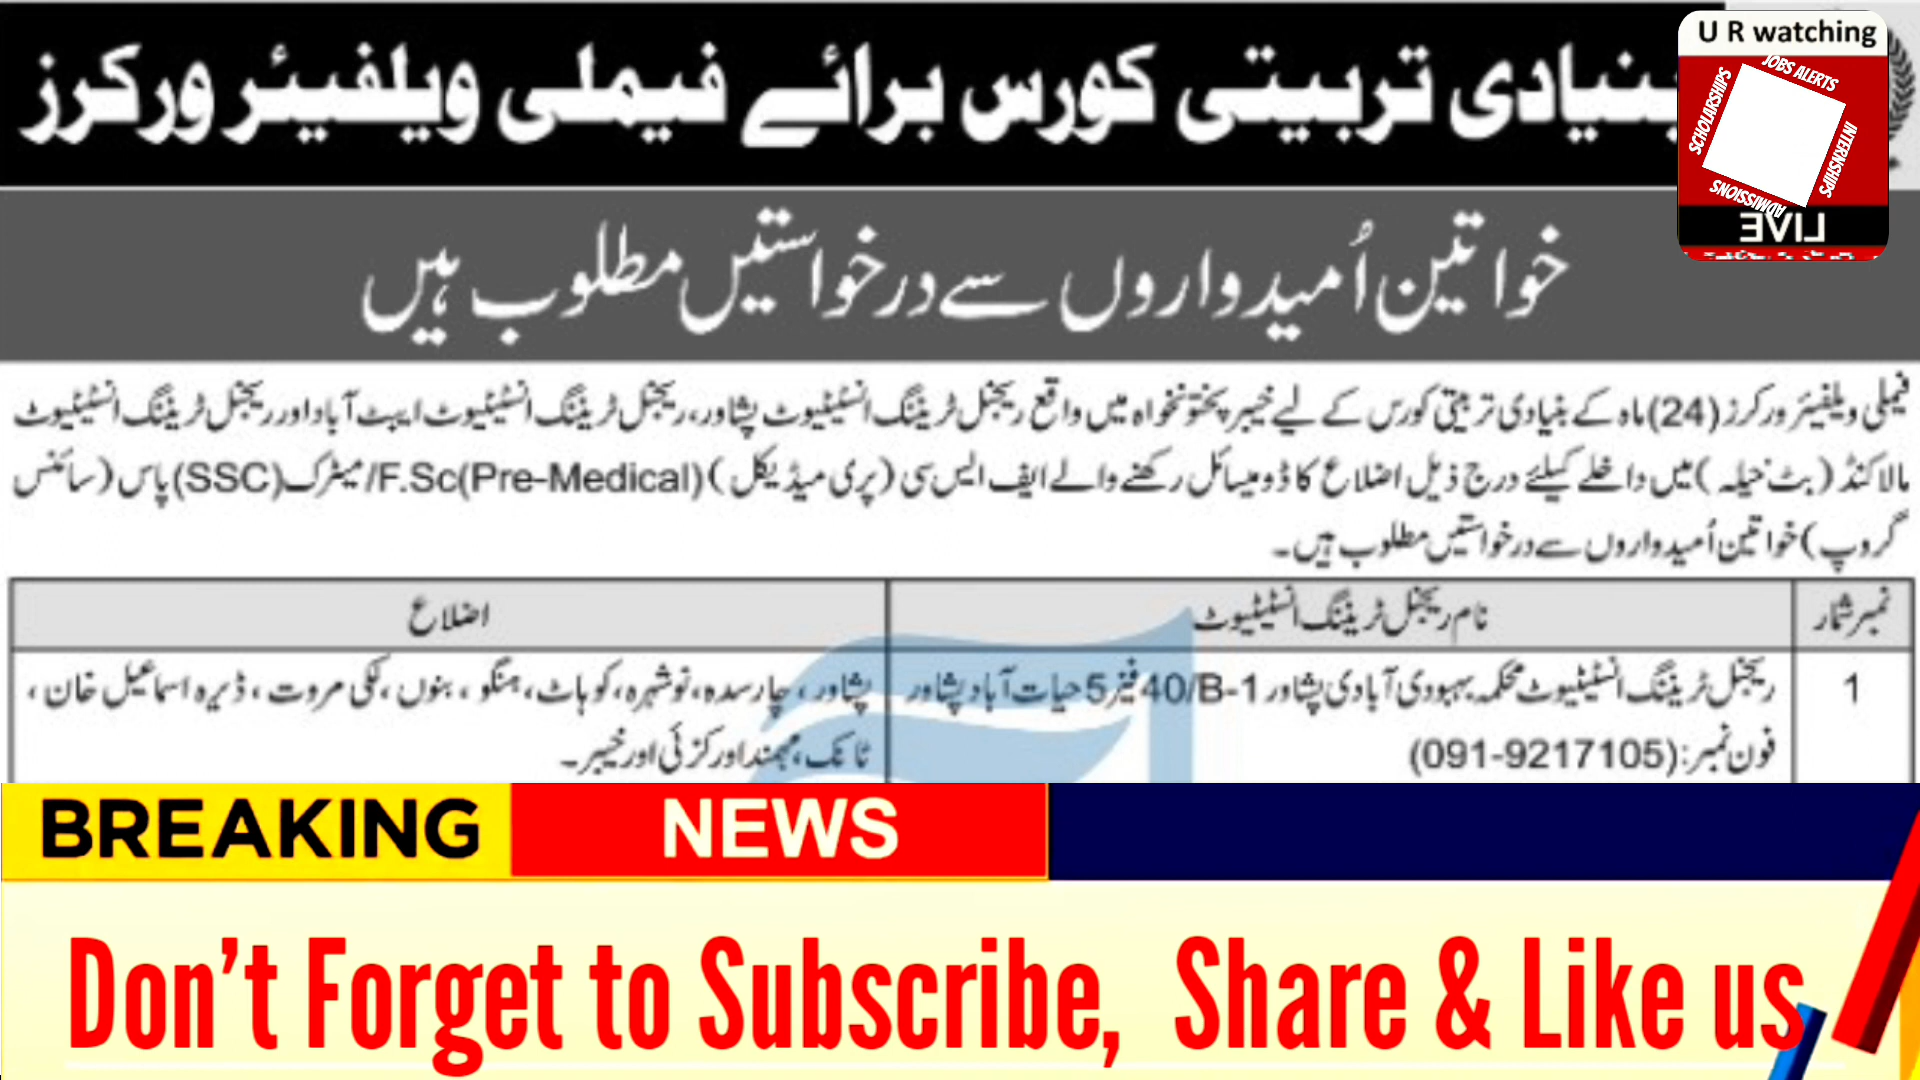 بنیادی تربیتی کورس برائے فیملی ویلفیئر ورکرز
U R watching
JOBS ALERTS
SCHOLARSHIPS
INTERNSHIPS
ADMISSIONS
LIVE
خواتین اُمیدواروں سے درخواستیں مطلوب ہیں
فیملی ویلفیئر ورکرز (24) ماہ کے بنیادی تربیتی کورس کے لیے خیبر پختونخواہ میں واقع ریجنل ٹریننگ انسٹیٹیوٹ پشاور، ریجنل ٹریننگ انسٹیٹیوٹ ایبٹ آباد اور ریجنل ٹریننگ انسٹیٹیوٹ
مالاکنڈ (بٹ خیلہ) میں داخلے کیلئے درج ذیل اضلاع کا ڈومیسائل رکھنے والے ایف ایس سی (پری میڈیکل) F.Sc(Pre-Medical)/میٹرک (SSC) پاس (سائنس
گروپ) خواتین اُمیدواروں سے درخواستیں مطلوب ہیں۔
نمبر شمار نام ریجنل ٹریننگ انسٹیٹیوٹ اضلاع
1 ریجنل ٹریننگ انسٹیٹیوٹ محکمہ بہبودی آبادی پشاور 40/B-1 فیز 5 حیات آباد پشاور پشاور، چارسدہ، نوشہرہ، کوہاٹ، ہنگو، بنوں، لکی مروت، ڈیرہ اسماعیل خان،
فون نمبر: (091-9217105) ٹانک، مہمند اورکزئی اور خیبر۔
BREAKING NEWS
Don't Forget to Subscribe, Share & Like us